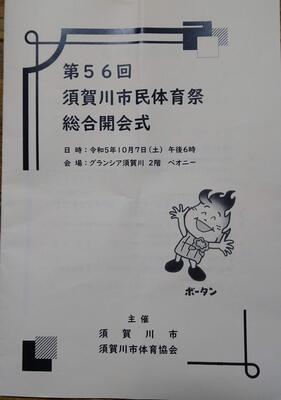 第56回
須賀川市民体育祭
総合開会式
日 時：令和5年10月7日(土) 午後6時
会 場：グランシア須賀川 2階 ペオニー
ボータン
主 催
須 賀 川 市
須賀川市体育協会